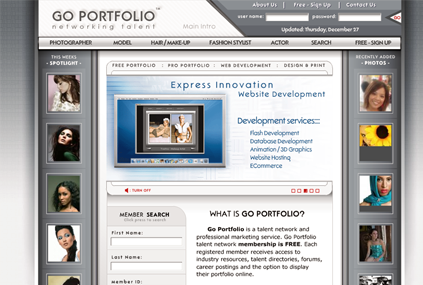 About Us | Free - Sign Up | Contact Us
GO PORTFOLIO™
networking talent
Main Intro
user name: password: GO
Updated: Thursday, December 27
PHOTOGRAPHER MODEL HAIR / MAKE-UP FASHION STYLIST ACTOR SEARCH FREE - SIGN UP
THIS WEEKS
- SPOTLIGHT -
RECENTLY ADDED
- PHOTOS -
FREE PORTFOLIO | PRO PORTFOLIO | WEB DEVELOPMENT | DESIGN & PRINT
Express Innovation
Website Development
Development services:::
Flash Development
Database Development
Animation / 3D Graphics
Website Hosting
ECommerce
TURN OFF
MEMBER SEARCH
Click press to search
First Name:
Last Name:
Member ID:
WHAT IS GO PORTFOLIO?
Go Portfolio is a talent network and
professional marketing service. Go Portfolio
talent network membership is FREE. Each
registered member receives access to
industry resources, talent directories, forums,
career postings and the option to display
their portfolio online.